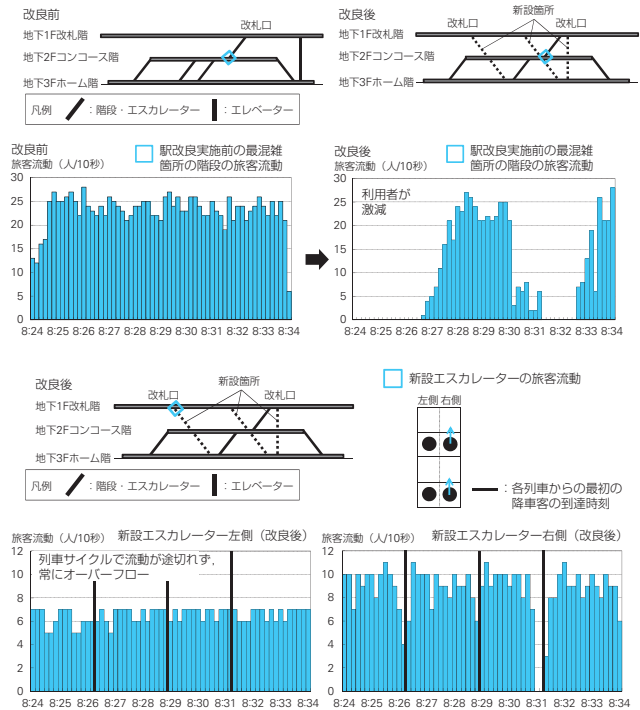 改良前
改札口
地下1F改札階
地下2Fコンコース階
地下3Fホーム階
凡例 ：階段・エスカレーター ：エレベーター
改良後
新設箇所
改札口
地下1F改札階
地下2Fコンコース階
地下3Fホーム階
改良前
旅客流動（人/10秒）
駅改良実施前の最混雑
箇所の階段の旅客流動
30
25
20
15
10
5
0
8:24 8:25 8:26 8:27 8:28 8:29 8:30 8:31 8:32 8:33 8:34
改良後
旅客流動（人/10秒）
駅改良実施前の最混雑
箇所の階段の旅客流動
利用者が
激減
30
25
20
15
10
5
0
8:24 8:25 8:26 8:27 8:28 8:29 8:30 8:31 8:32 8:33 8:34
改良後
新設箇所
改札口 改札口
地下1F改札階
地下2Fコンコース階
地下3Fホーム階
凡例 ：階段・エスカレーター ：エレベーター
新設エスカレーターの旅客流動
左側 右側
：各列車からの最初の
降車客の到達時刻
旅客流動（人/10秒） 新設エスカレーター左側（改良後）
列車サイクルで流動が途切れず，
常にオーバーフロー
12
10
8
6
4
2
0
8:24 8:25 8:26 8:27 8:28 8:29 8:30 8:31 8:32 8:33 8:34
旅客流動（人/10秒） 新設エスカレーター右側（改良後）
12
10
8
6
4
2
0
8:24 8:25 8:26 8:27 8:28 8:29 8:30 8:31 8:32 8:33 8:34